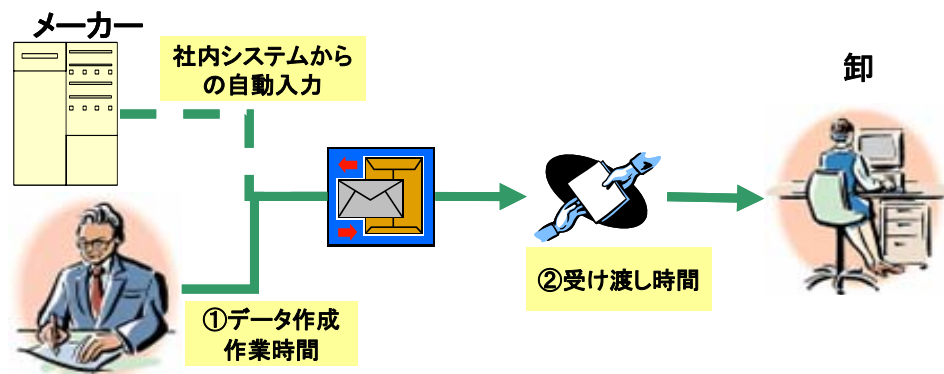 メーカー
社内システムから
の自動入力
卸
②受け渡し時間
①データ作成
作業時間